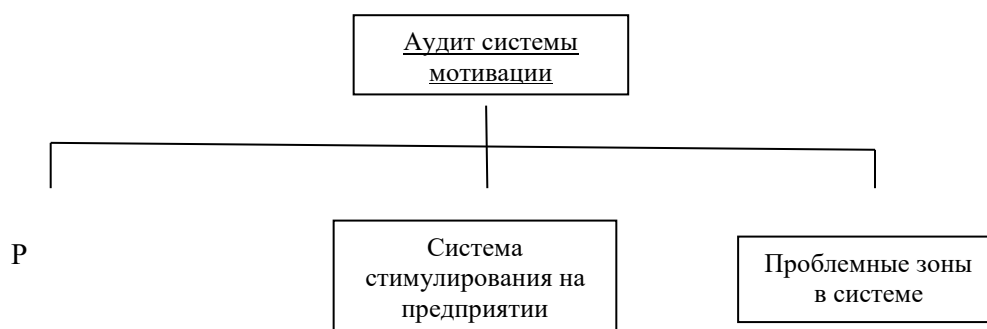 Аудит системы
мотивации
Р
Система
стимулирования на
предприятии
Проблемные зоны
в системе